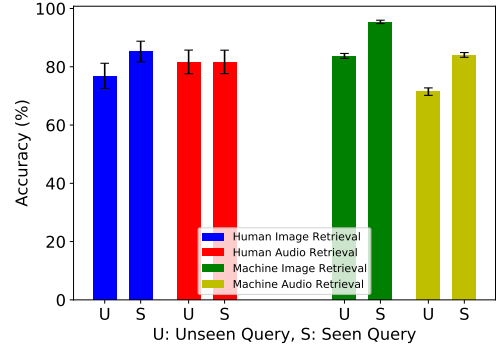 Accuracy (%)
100
80
60
40
20
0
Human Image Retrieval
Human Audio Retrieval
Machine Image Retrieval
Machine Audio Retrieval
U S U S U S U S
U: Unseen Query, S: Seen Query